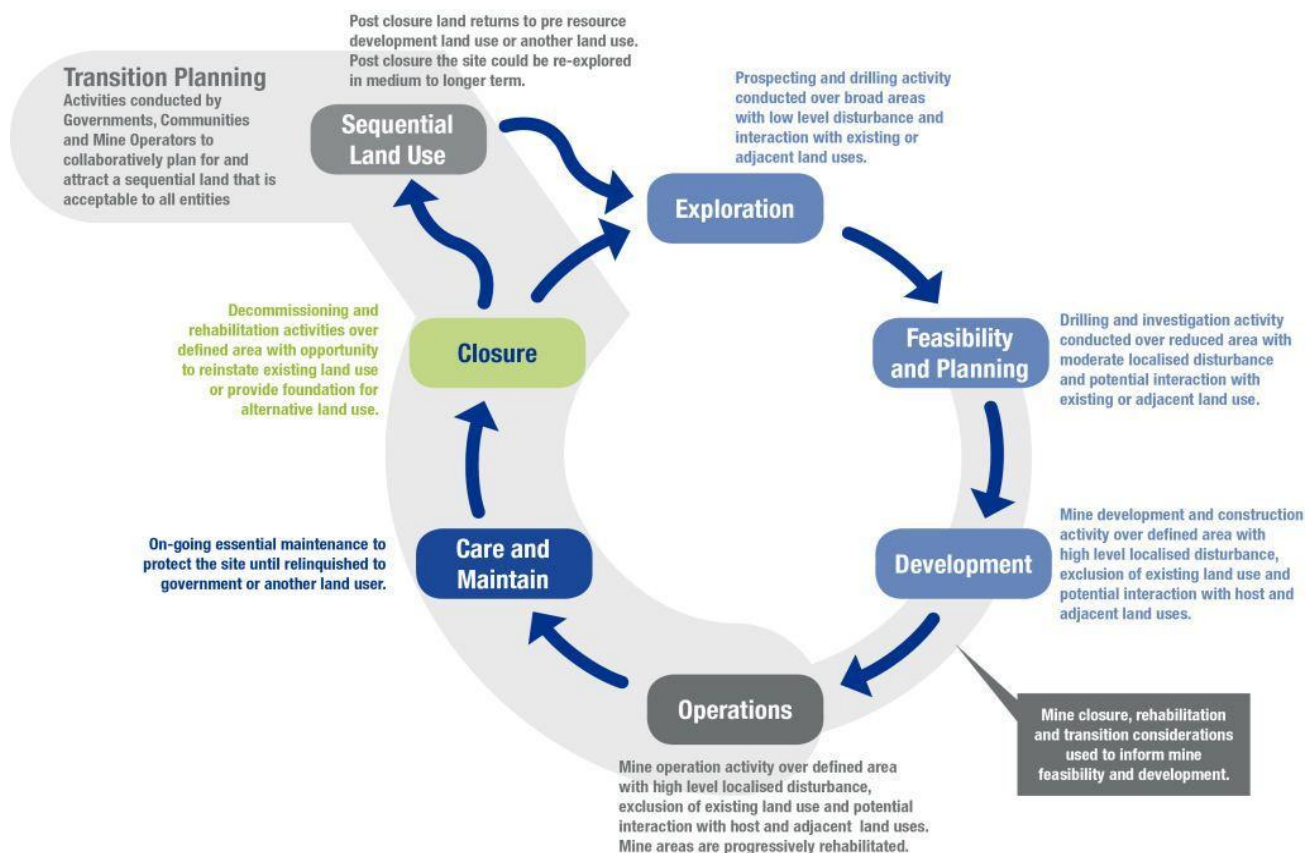 Post closure land returns to pre resource
development land use or another land use.
Post closure the site could be re-explored
in medium to longer term.
Transition Planning
Activities conducted by
Governments, Communities
and Mine Operators to
collaboratively plan for and
attract a sequential land that is
acceptable to all entities
Sequential
Land Use
Prospecting and drilling activity
conducted over broad areas
with low level disturbance and
interaction with existing or
adjacent land uses.
Exploration
Decommissioning and
rehabilitation activities over
defined area with opportunity
to reinstate existing land use
or provide foundation for
alternative land use.
Closure
Feasibility
and Planning
Drilling and investigation activity
conducted over reduced area with
moderate localised disturbance
and potential interaction with
existing or adjacent land use.
On-going essential maintenance to
protect the site until relinquished to
government or another land user.
Care and
Maintain
Development
Mine development and construction
activity over defined area with
high level localised disturbance,
exclusion of existing land use and
potential interaction with host and
adjacent land uses.
Operations
Mine operation activity over defined area
with high level localised disturbance,
exclusion of existing land use and potential
interaction with host and adjacent land uses.
Mine areas are progressively rehabilitated.
Mine closure, rehabilitation
and transition considerations
used to inform mine
feasibility and development.